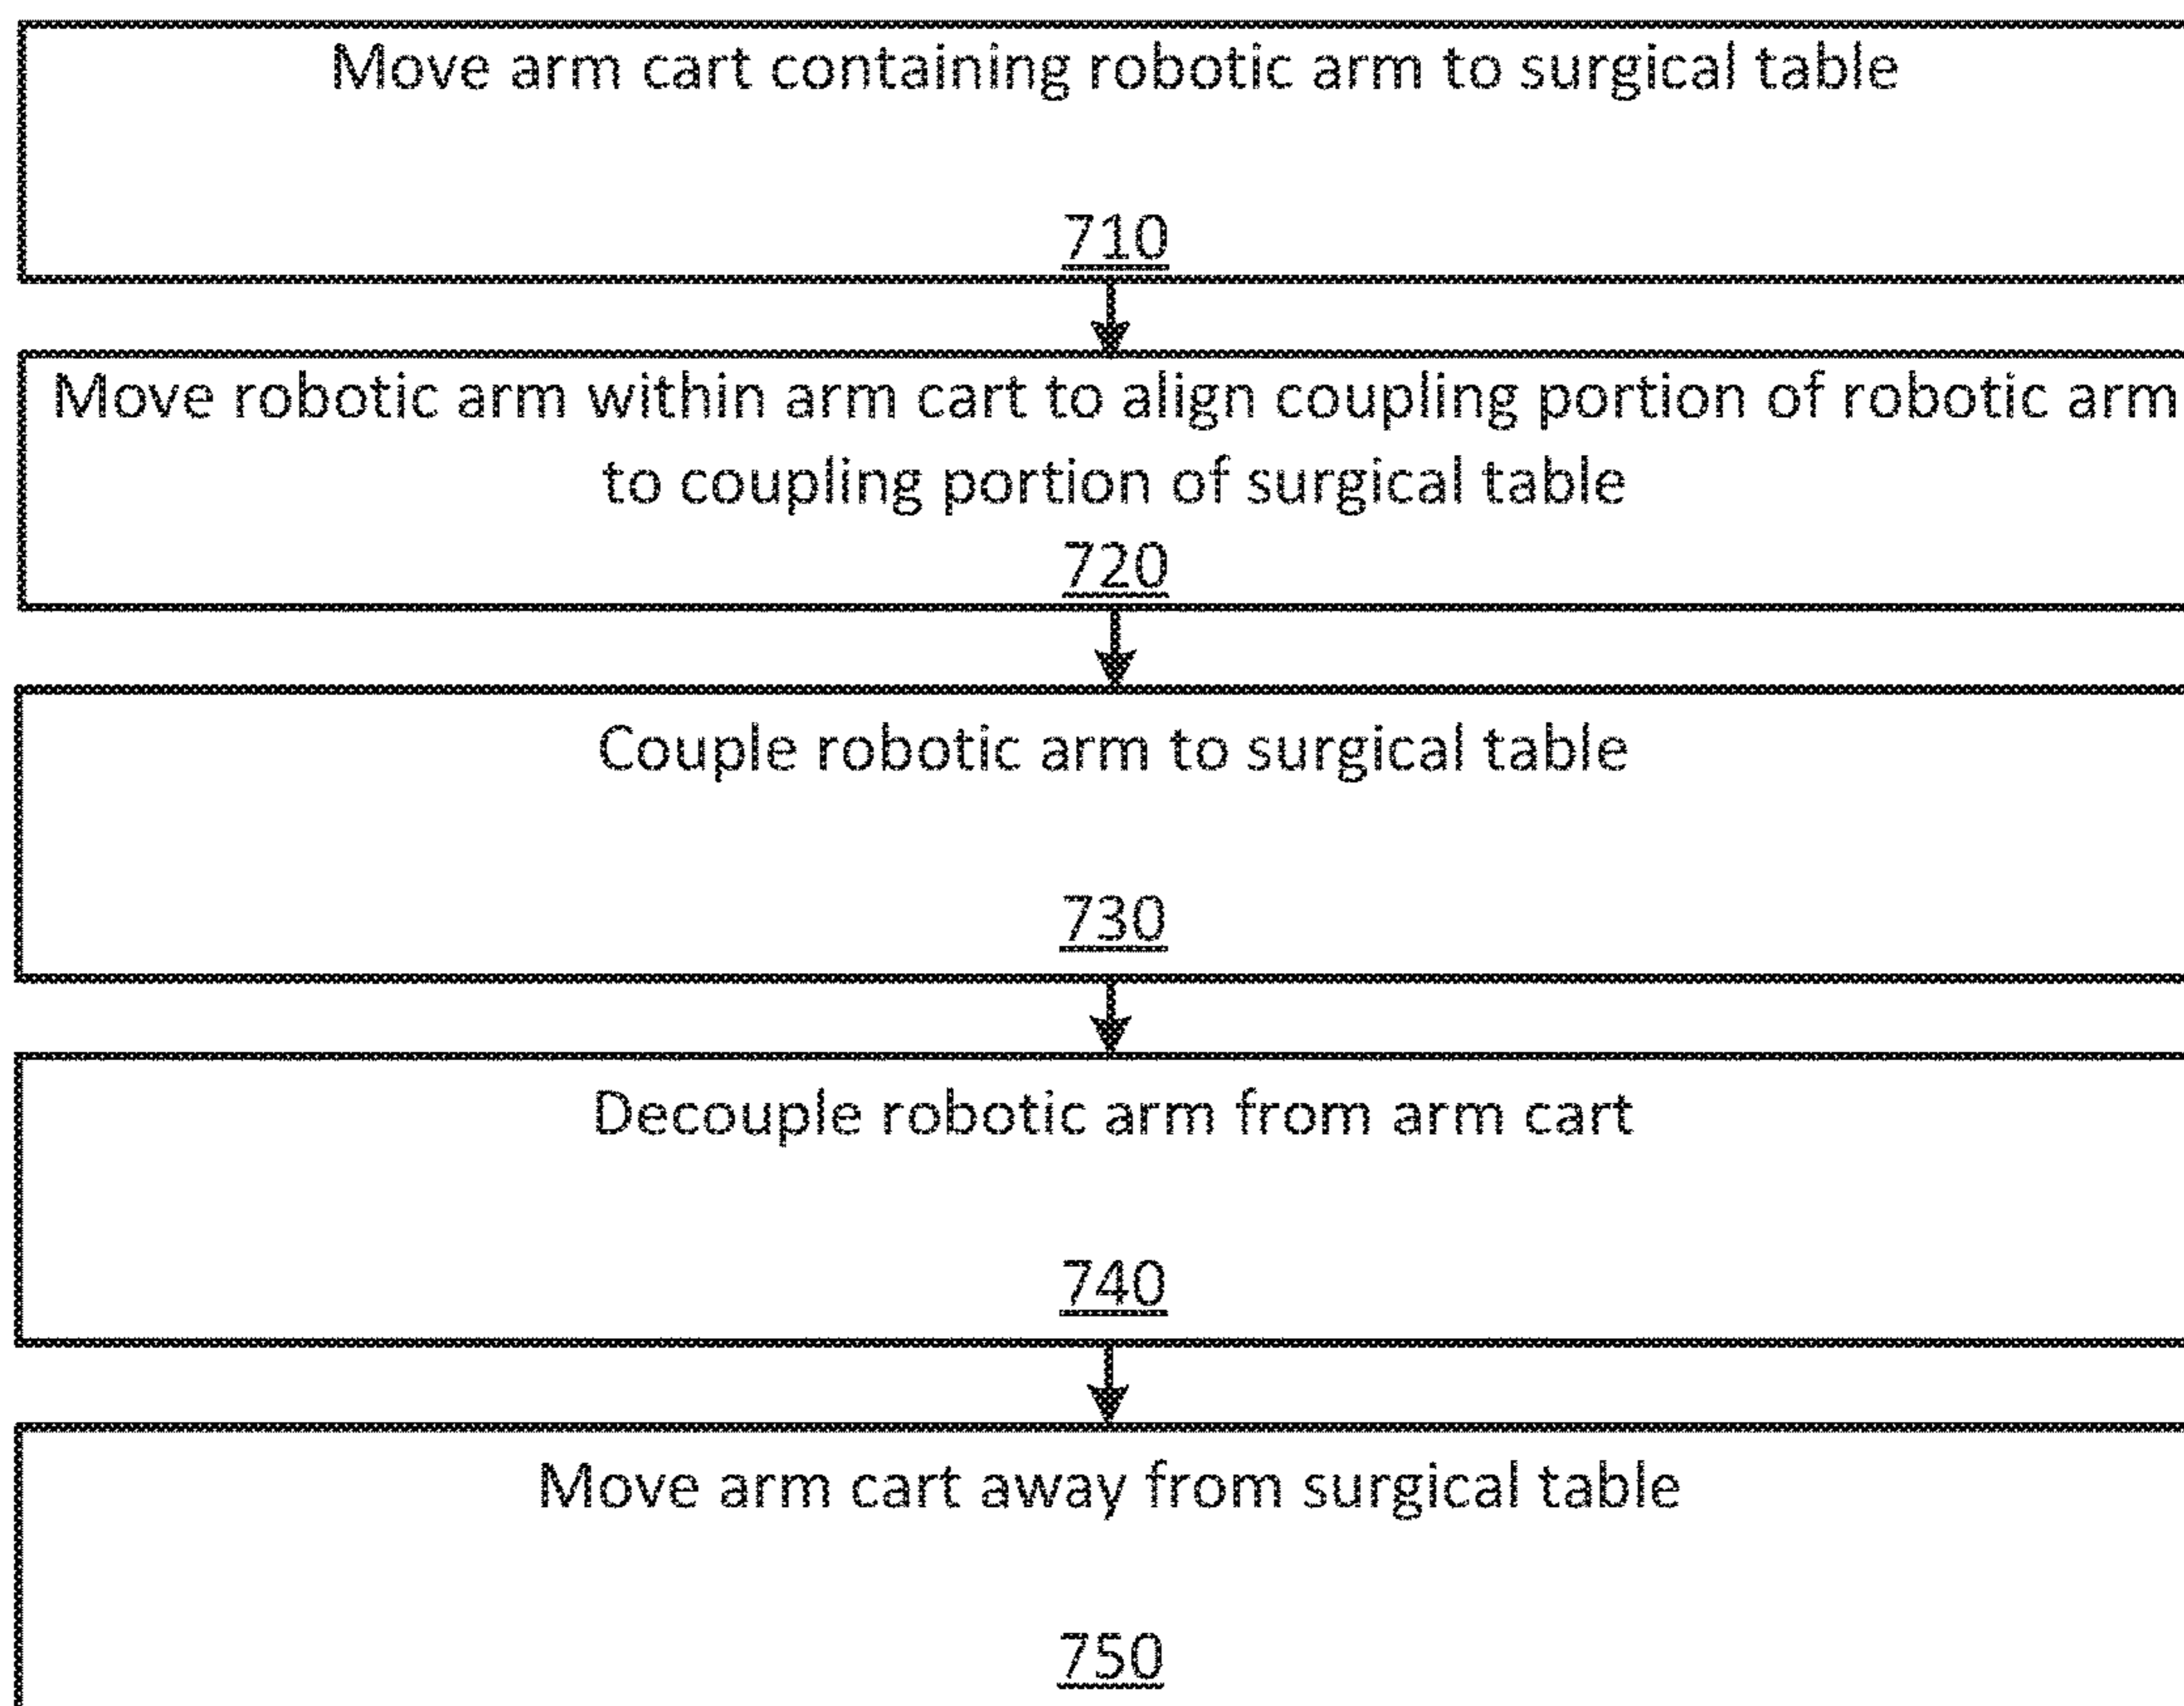 Move arm cart containing robotic arm to surgical table
710
Move robotic arm within arm cart to align coupling portion of robotic arm
to coupling portion of surgical table
720
Couple robotic arm to surgical table
730
Decouple robotic arm from arm cart
740
Move arm cart away from surgical table
750